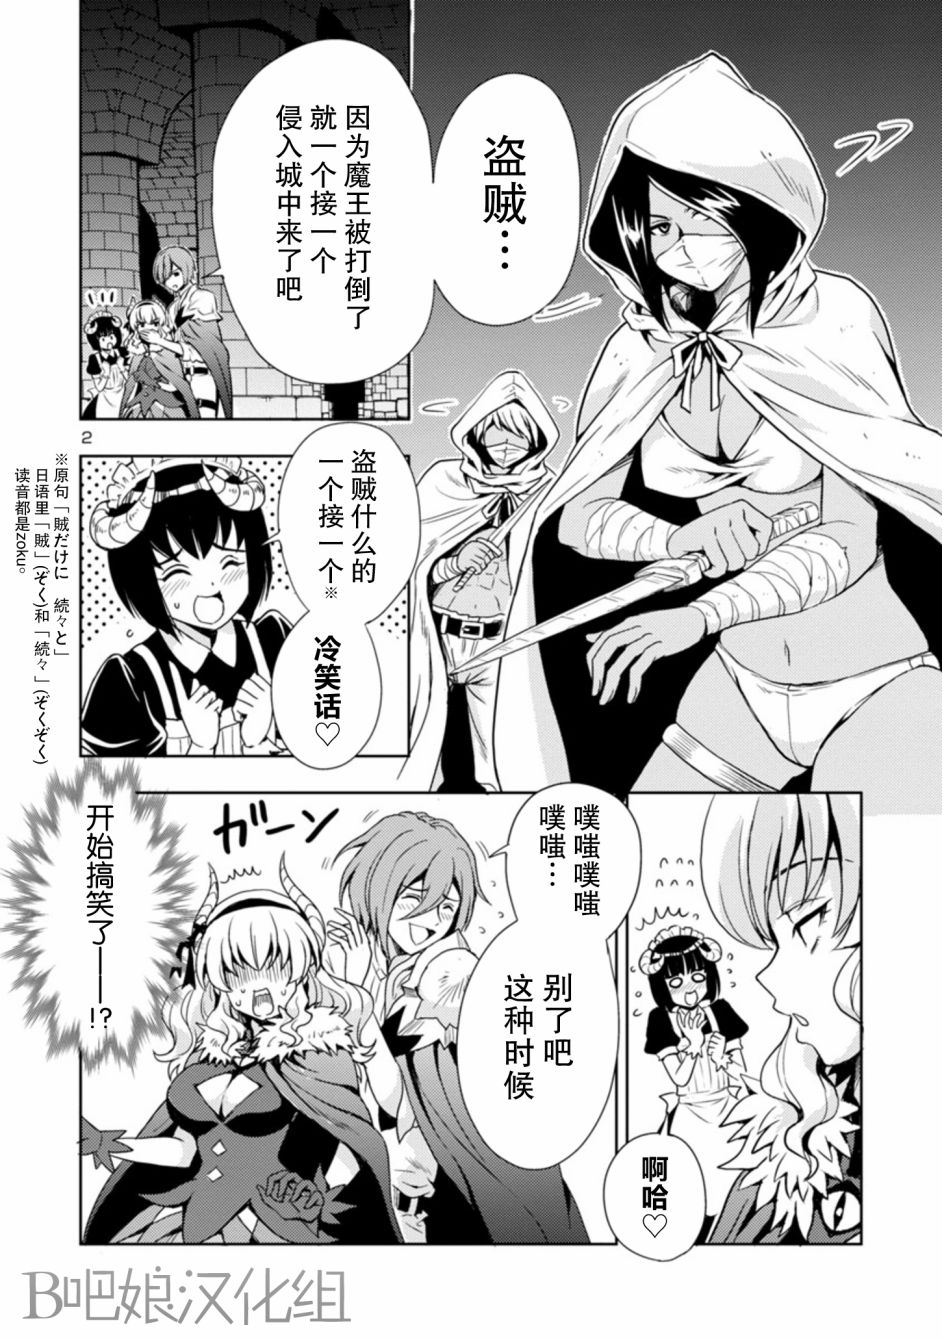 盗贼…
因为魔王被打倒了
就一个接一个
侵入城中来了吧
!!!
2
盗贼什么的
一个接一个※
冷笑话♡
※原句「賊だけに　続々と」
日语里「賊」(ぞく)和「続々」(ぞくぞく)
读音都是zoku。
啊
哈♡
噗嗤噗嗤
噗嗤…
别了吧
这种时候
ガーン
开始搞笑了——!?
B吧娘汉化组